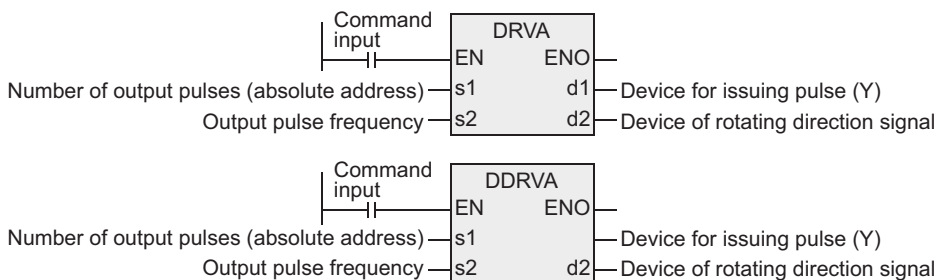 Command
input
DRVA
EN ENO
Number of output pulses (absolute address) s1 d1 Device for issuing pulse (Y)
Output pulse frequency s2 d2 Device of rotating direction signal
Command
input
DDRVA
EN ENO
Number of output pulses (absolute address) s1 Device for issuing pulse (Y)
Output pulse frequency s2 d2 Device of rotating direction signal